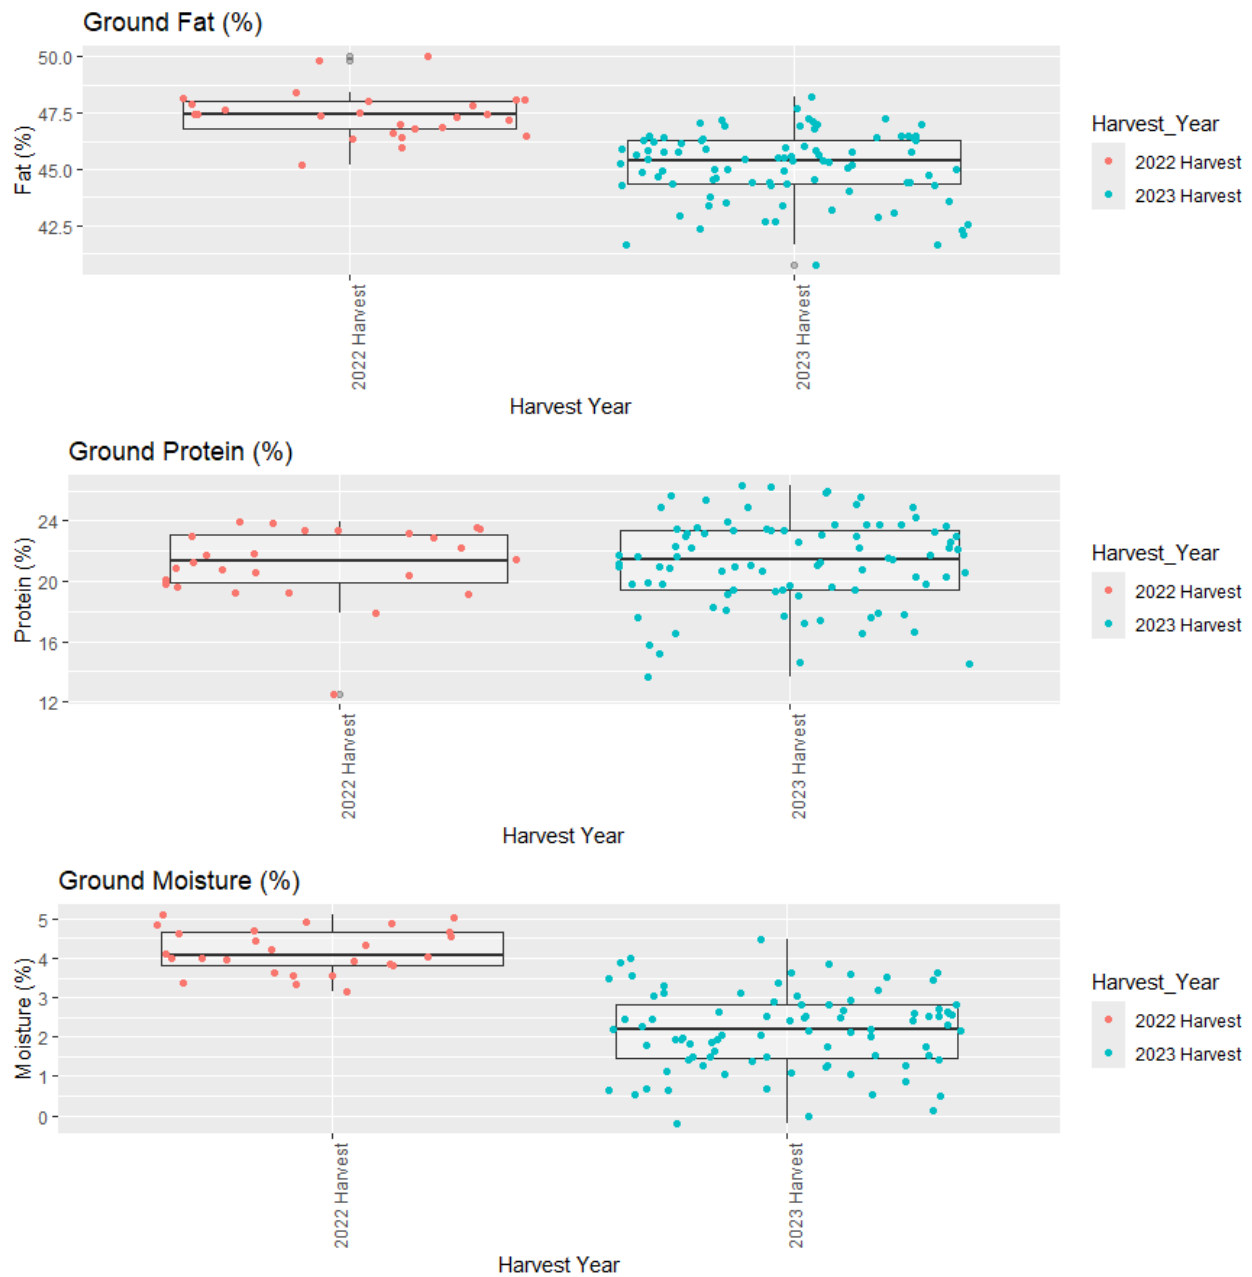 Ground Fat (%)
50.0
47.5
45.0
42.5
Fat (%)
2022 Harvest
2023 Harvest
Harvest Year
Harvest_Year
2022 Harvest
2023 Harvest
Ground Protein (%)
24
20
16
12
Protein (%)
2022 Harvest
2023 Harvest
Harvest Year
Harvest_Year
2022 Harvest
2023 Harvest
Ground Moisture (%)
5
4
3
2
1
0
Moisture (%)
2022 Harvest
2023 Harvest
Harvest Year
Harvest_Year
2022 Harvest
2023 Harvest